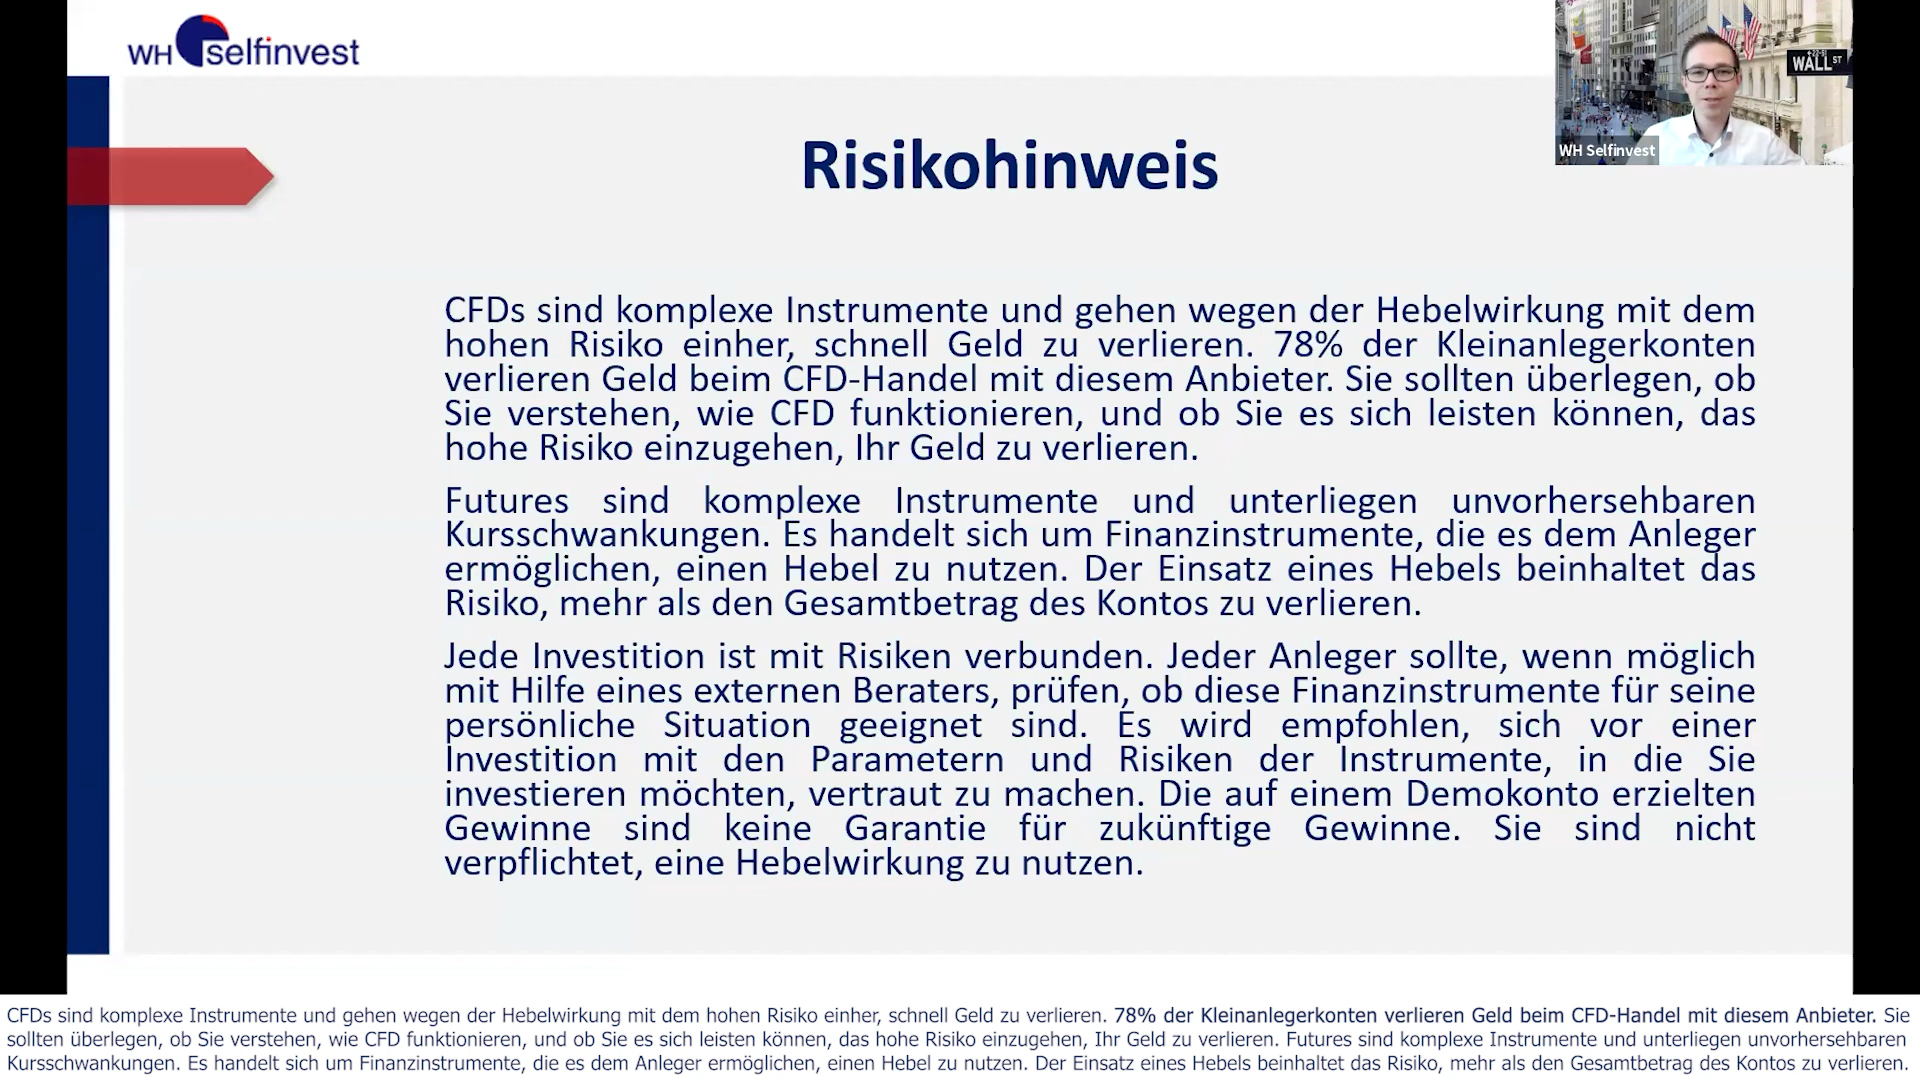 WH selfinvest
WALL ST
WH Selfinvest
Risikohinweis
CFDs sind komplexe Instrumente und gehen wegen der Hebelwirkung mit dem
hohen Risiko einher, schnell Geld zu verlieren. 78% der Kleinanlegerkonten
verlieren Geld beim CFD-Handel mit diesem Anbieter. Sie sollten überlegen, ob
Sie verstehen, wie CFD funktionieren, und ob Sie es sich leisten können, das
hohe Risiko einzugehen, Ihr Geld zu verlieren.
Futures sind komplexe Instrumente und unterliegen unvorhersehbaren
Kursschwankungen. Es handelt sich um Finanzinstrumente, die es dem Anleger
ermöglichen, einen Hebel zu nutzen. Der Einsatz eines Hebels beinhaltet das
Risiko, mehr als den Gesamtbetrag des Kontos zu verlieren.
Jede Investition ist mit Risiken verbunden. Jeder Anleger sollte, wenn möglich
mit Hilfe eines externen Beraters, prüfen, ob diese Finanzinstrumente für seine
persönliche Situation geeignet sind. Es wird empfohlen, sich vor einer
Investition mit den Parametern und Risiken der Instrumente, in die Sie
investieren möchten, vertraut zu machen. Die auf einem Demokonto erzielten
Gewinne sind keine Garantie für zukünftige Gewinne. Sie sind nicht
verpflichtet, eine Hebelwirkung zu nutzen.
CFDs sind komplexe Instrumente und gehen wegen der Hebelwirkung mit dem hohen Risiko einher, schnell Geld zu verlieren. 78% der Kleinanlegerkonten verlieren Geld beim CFD-Handel mit diesem Anbieter. Sie
sollten überlegen, ob Sie verstehen, wie CFD funktionieren, und ob Sie es sich leisten können, das hohe Risiko einzugehen, Ihr Geld zu verlieren. Futures sind komplexe Instrumente und unterliegen unvorhersehbaren
Kursschwankungen. Es handelt sich um Finanzinstrumente, die es dem Anleger ermöglichen, einen Hebel zu nutzen. Der Einsatz eines Hebels beinhaltet das Risiko, mehr als den Gesamtbetrag des Kontos zu verlieren.